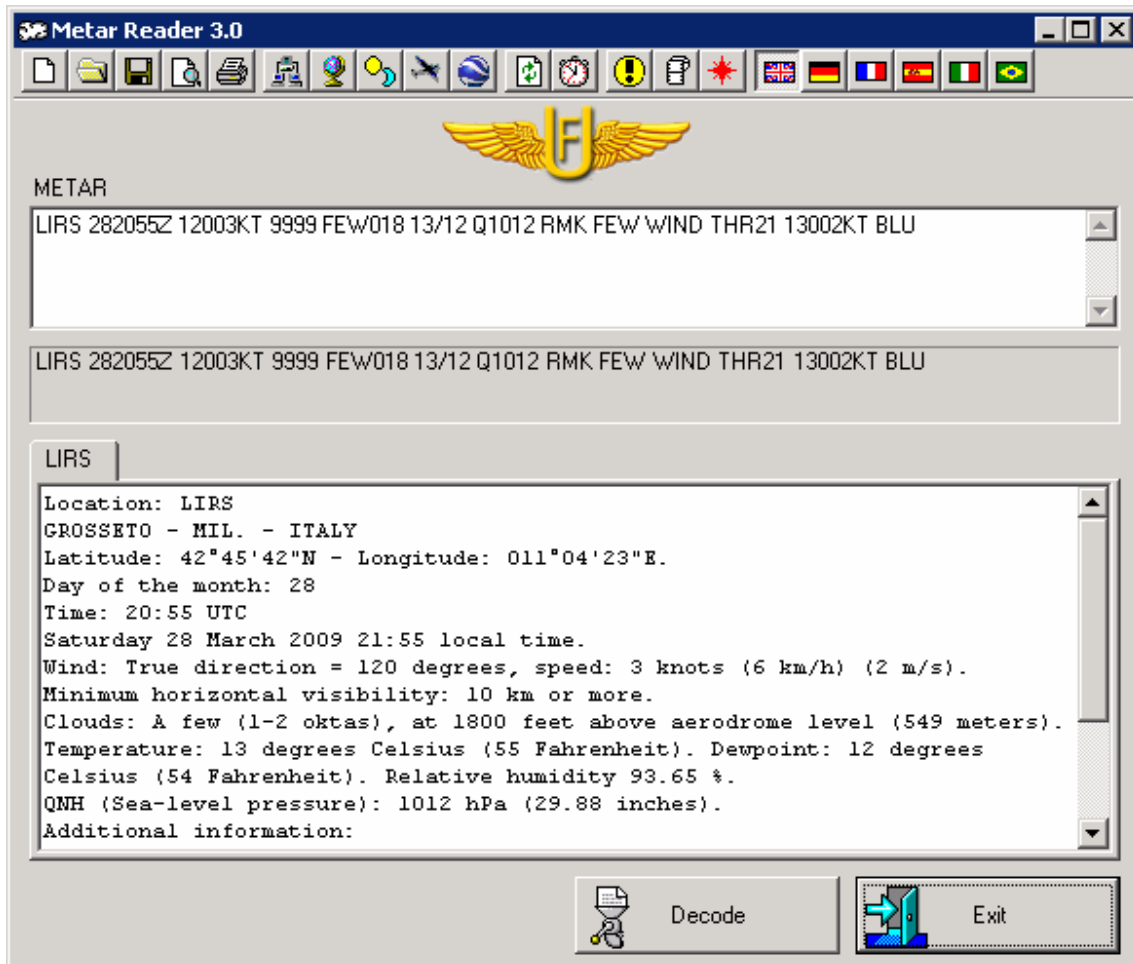 Metar Reader 3.0
UF
METAR
LIRS 282055Z 12003KT 9999 FEW018 13/12 Q1012 RMK FEW WIND THR21 13002KT BLU
LIRS 282055Z 12003KT 9999 FEW018 13/12 Q1012 RMK FEW WIND THR21 13002KT BLU
LIRS
Location: LIRS
GROSSETO - MIL. - ITALY
Latitude: 42°45'42"N - Longitude: 011°04'23"E.
Day of the month: 28
Time: 20:55 UTC
Saturday 28 March 2009 21:55 local time.
Wind: True direction = 120 degrees, speed: 3 knots (6 km/h) (2 m/s).
Minimum horizontal visibility: 10 km or more.
Clouds: A few (1-2 oktas), at 1800 feet above aerodrome level (549 meters).
Temperature: 13 degrees Celsius (55 Fahrenheit). Dewpoint: 12 degrees
Celsius (54 Fahrenheit). Relative humidity 93.65 %.
QNH (Sea-level pressure): 1012 hPa (29.88 inches).
Additional information:
Decode
Exit